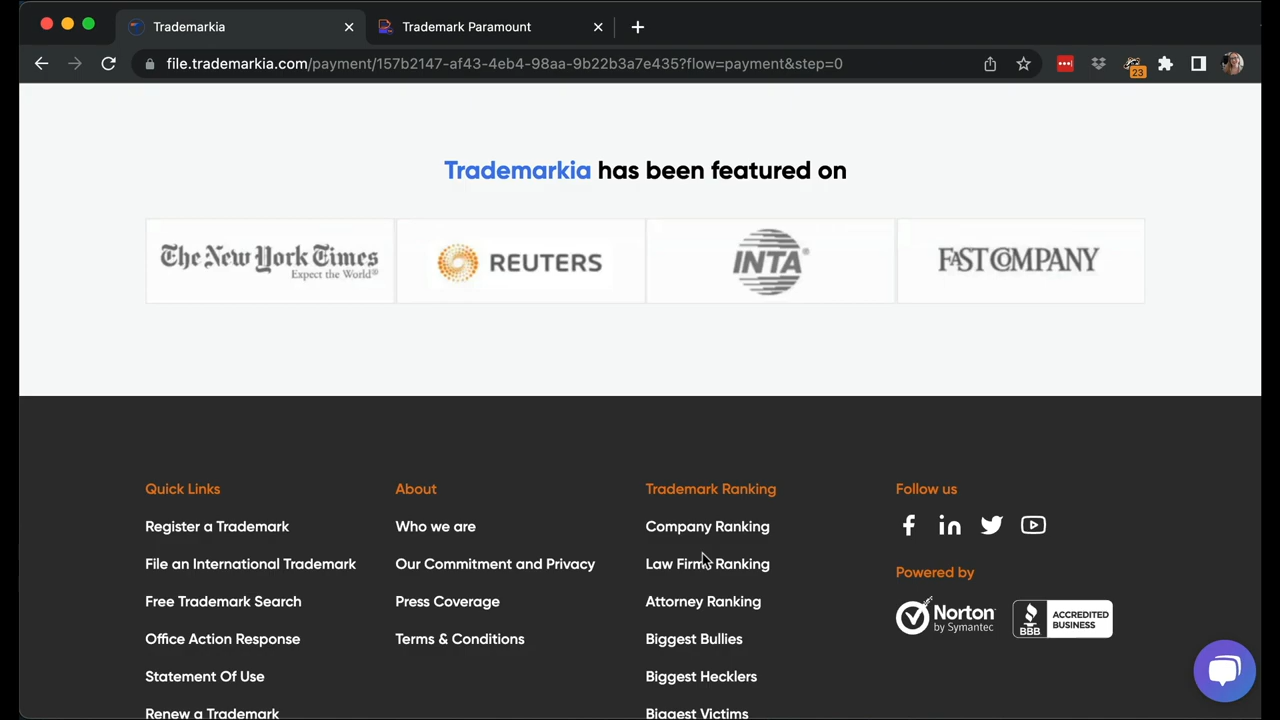 Trademarkia
Trademark Paramount
file.trademarkia.com/payment/157b2147-af43-4eb4-98aa-9b22b3a7e435?flow=payment&step=0
23
Trademarkia has been featured on
The New York Times
Expect the World®
REUTERS
INTA®
FAST COMPANY
Quick Links
Register a Trademark
File an International Trademark
Free Trademark Search
Office Action Response
Statement Of Use
Renew a Trademark
About
Who we are
Our Commitment and Privacy
Press Coverage
Terms & Conditions
Trademark Ranking
Company Ranking
Law Firm Ranking
Attorney Ranking
Biggest Bullies
Biggest Hecklers
Biggest Victims
Follow us
Powered by
Norton
by Symantec
BBB
ACCREDITED
BUSINESS